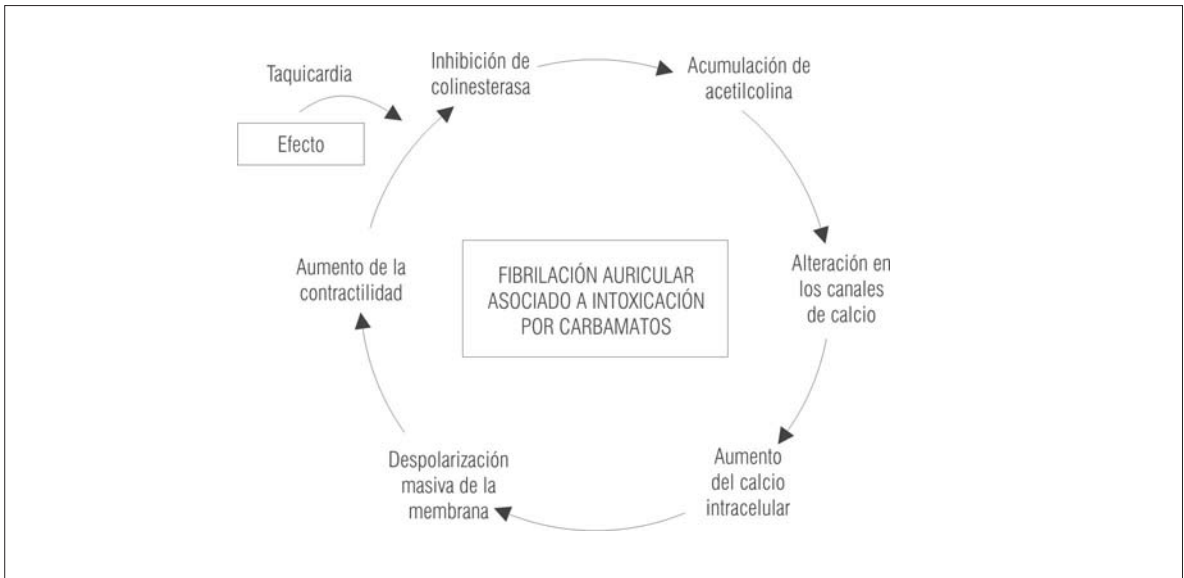 Taquicardia
Efecto
Inhibición de
colinesterasa
Acumulación de
acetilcolina
Alteración en
los canales
de calcio
Aumento
del calcio
intracelular
Despolarización
masiva de la
membrana
Aumento de la
contractilidad
FIBRILACIÓN AURICULAR
ASOCIADO A INTOXICACIÓN
POR CARBAMATOS